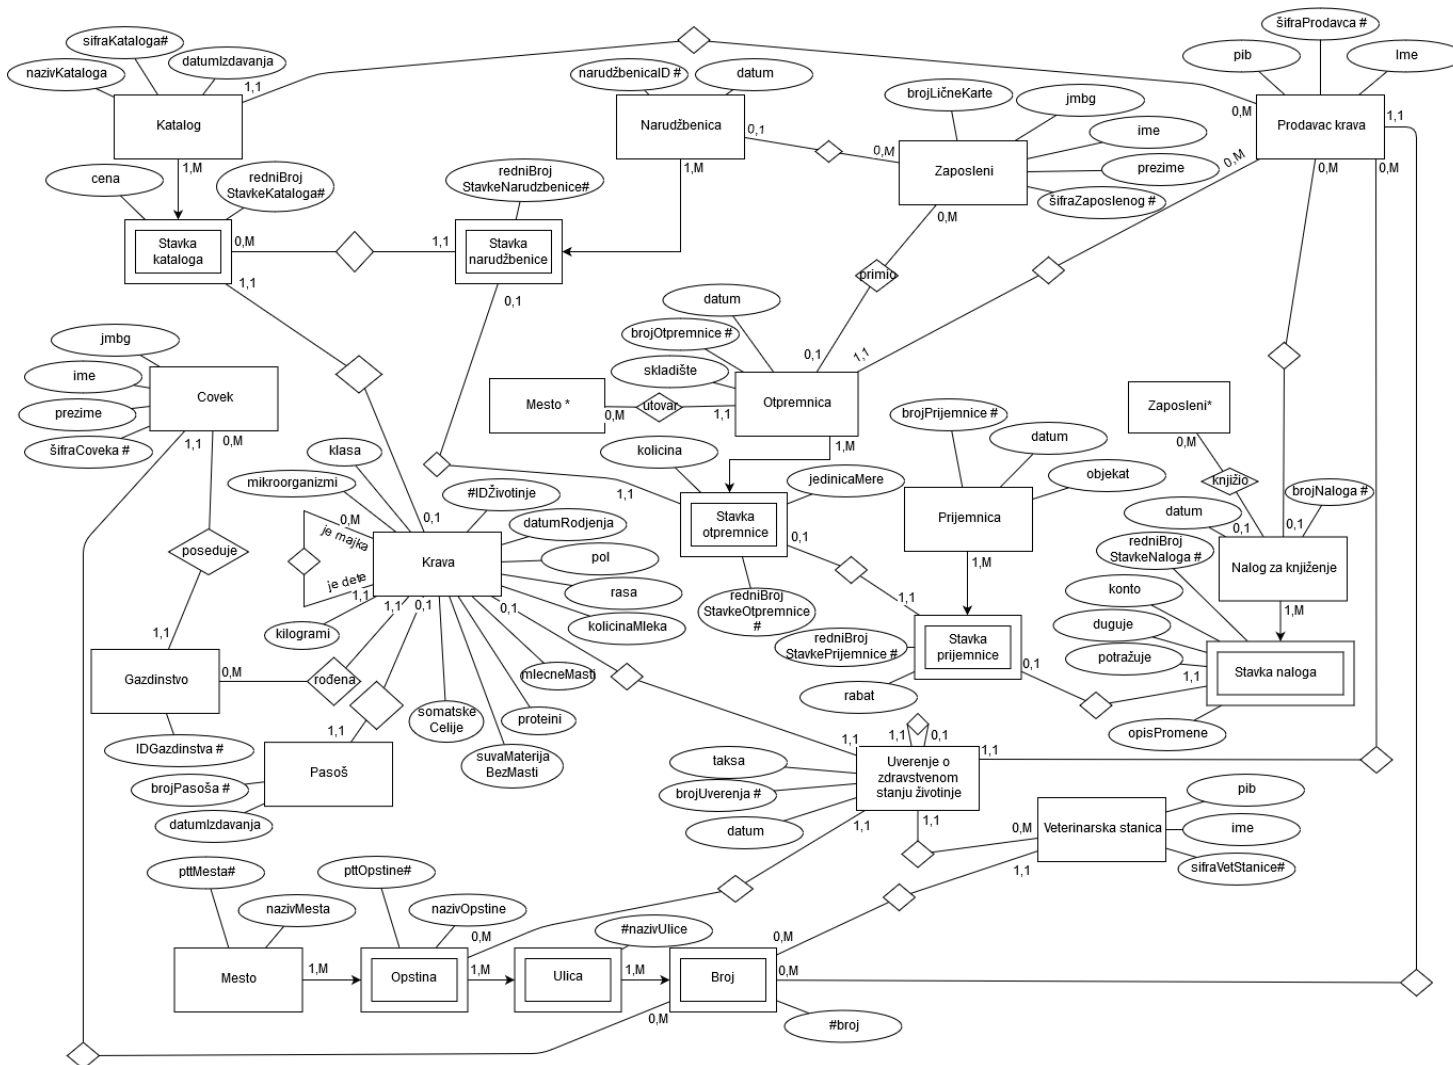 šifraProdavca #
sifraKataloga#
pib
Ime
datumIzdavanja
nazivKataloga
narudžbenicaID #
datum
1,1
brojLičneKarte
jmbg
Katalog
Narudžbenica
0,M
Prodavac krava
1,1
0,1
ime
0,M
1,M
1,M
Zaposleni
prezime
0,M
0,M
0,M
cena
redniBroj
StavkeKataloga#
redniBroj
StavkeNarudzbenice#
šifraZaposlenog #
0,M
Stavka
kataloga
0,M
1,1
Stavka
narudžbenice
primio
1,1
0,1
datum
jmbg
brojOtpremnice #
0,1
1,1
ime
skladište
Covek
Mesto *
utovar
Otpremnica
Zaposleni*
prezime
0,M
1,1
brojPrijemnice #
šifraCoveka #
1,1
0,M
1,M
datum
0,M
klasa
kolicina
objekat
mikroorganizmi
#IDŽivotinje
1,1
jedinicaMere
knjižio
brojNaloga #
datum
0,M
je majka
0,1
datumRodjenja
Stavka
otpremnice
Prijemnica
0,1
0,1
redniBroj
StavkeNaloga #
poseduje
Krava
pol
0,1
1,M
Nalog za knjiženje
je dete
rasa
konto
1,1
1,1
0,1
0,1
redniBroj
StavkeOtpremnice
#
1,1
1,M
kilogrami
kolicinaMleka
duguje
1,1
redniBroj
StavkePrijemnice #
Stavka
prijemnice
potražuje
Gazdinstvo
0,M
rođena
mlecneMasti
0,1
1,1
Stavka naloga
rabat
somatske
Celije
proteini
1,1
IDGazdinstva #
1,1
1,1
0,1
opisPromene
1,1
Pasoš
suvaMaterija
BezMasti
taksa
Uverenje o
zdravstvenom
stanju životinje
brojPasoša #
brojUverenja #
pib
datumIzdavanja
datum
1,1
1,1
0,M
Veterinarska stanica
ime
1,1
sifraVetStanice#
pttMesta#
pttOpstine#
nazivMesta
nazivOpstine
#nazivUlice
0,M
0,M
Mesto
1,M
Opstina
1,M
Ulica
1,M
Broj
0,M
0,M
#broj